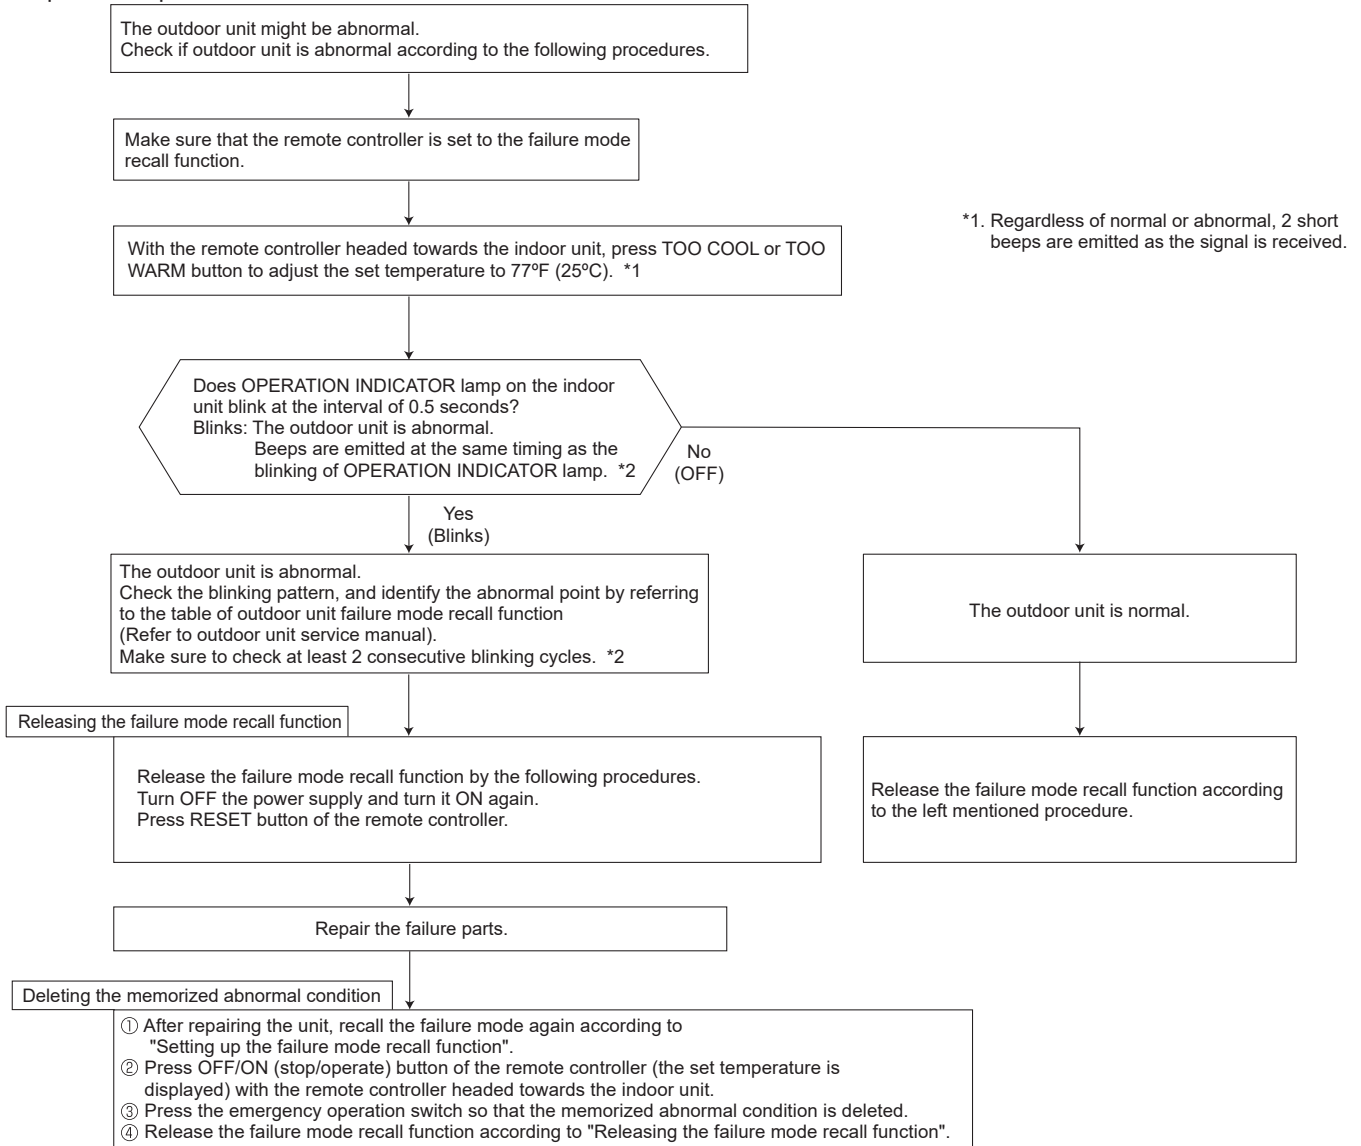 The outdoor unit might be abnormal.
Check if outdoor unit is abnormal according to the following procedures.
Make sure that the remote controller is set to the failure mode
recall function.
With the remote controller headed towards the indoor unit, press TOO COOL or TOO
WARM button to adjust the set temperature to 77ºF (25ºC). *1
*1. Regardless of normal or abnormal, 2 short
beeps are emitted as the signal is received.
Does OPERATION INDICATOR lamp on the indoor
unit blink at the interval of 0.5 seconds?
Blinks: The outdoor unit is abnormal.
Beeps are emitted at the same timing as the
blinking of OPERATION INDICATOR lamp. *2
No
(OFF)
Yes
(Blinks)
The outdoor unit is abnormal.
Check the blinking pattern, and identify the abnormal point by referring
to the table of outdoor unit failure mode recall function
(Refer to outdoor unit service manual).
Make sure to check at least 2 consecutive blinking cycles. *2
The outdoor unit is normal.
Releasing the failure mode recall function
Release the failure mode recall function by the following procedures.
Turn OFF the power supply and turn it ON again.
Press RESET button of the remote controller.
Release the failure mode recall function according
to the left mentioned procedure.
Repair the failure parts.
Deleting the memorized abnormal condition
① After repairing the unit, recall the failure mode again according to
"Setting up the failure mode recall function".
② Press OFF/ON (stop/operate) button of the remote controller (the set temperature is
displayed) with the remote controller headed towards the indoor unit.
③ Press the emergency operation switch so that the memorized abnormal condition is deleted.
④ Release the failure mode recall function according to "Releasing the failure mode recall function".